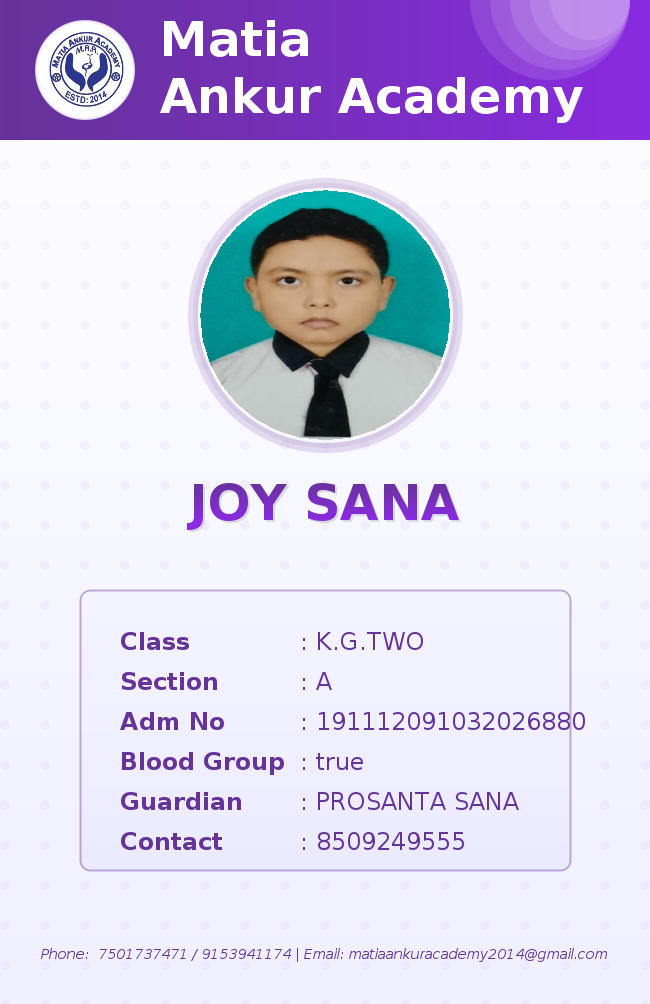 MATIA ANKUR ACADEMY
M.A.A
ESTD: 2014
Matia
Ankur Academy
JOY SANA
Class : K.G.TWO
Section : A
Adm No : 191112091032026880
Blood Group : true
Guardian : PROSANTA SANA
Contact : 8509249555
Phone: 7501737471 / 9153941174 | Email: matiaankuracademy2014@gmail.com